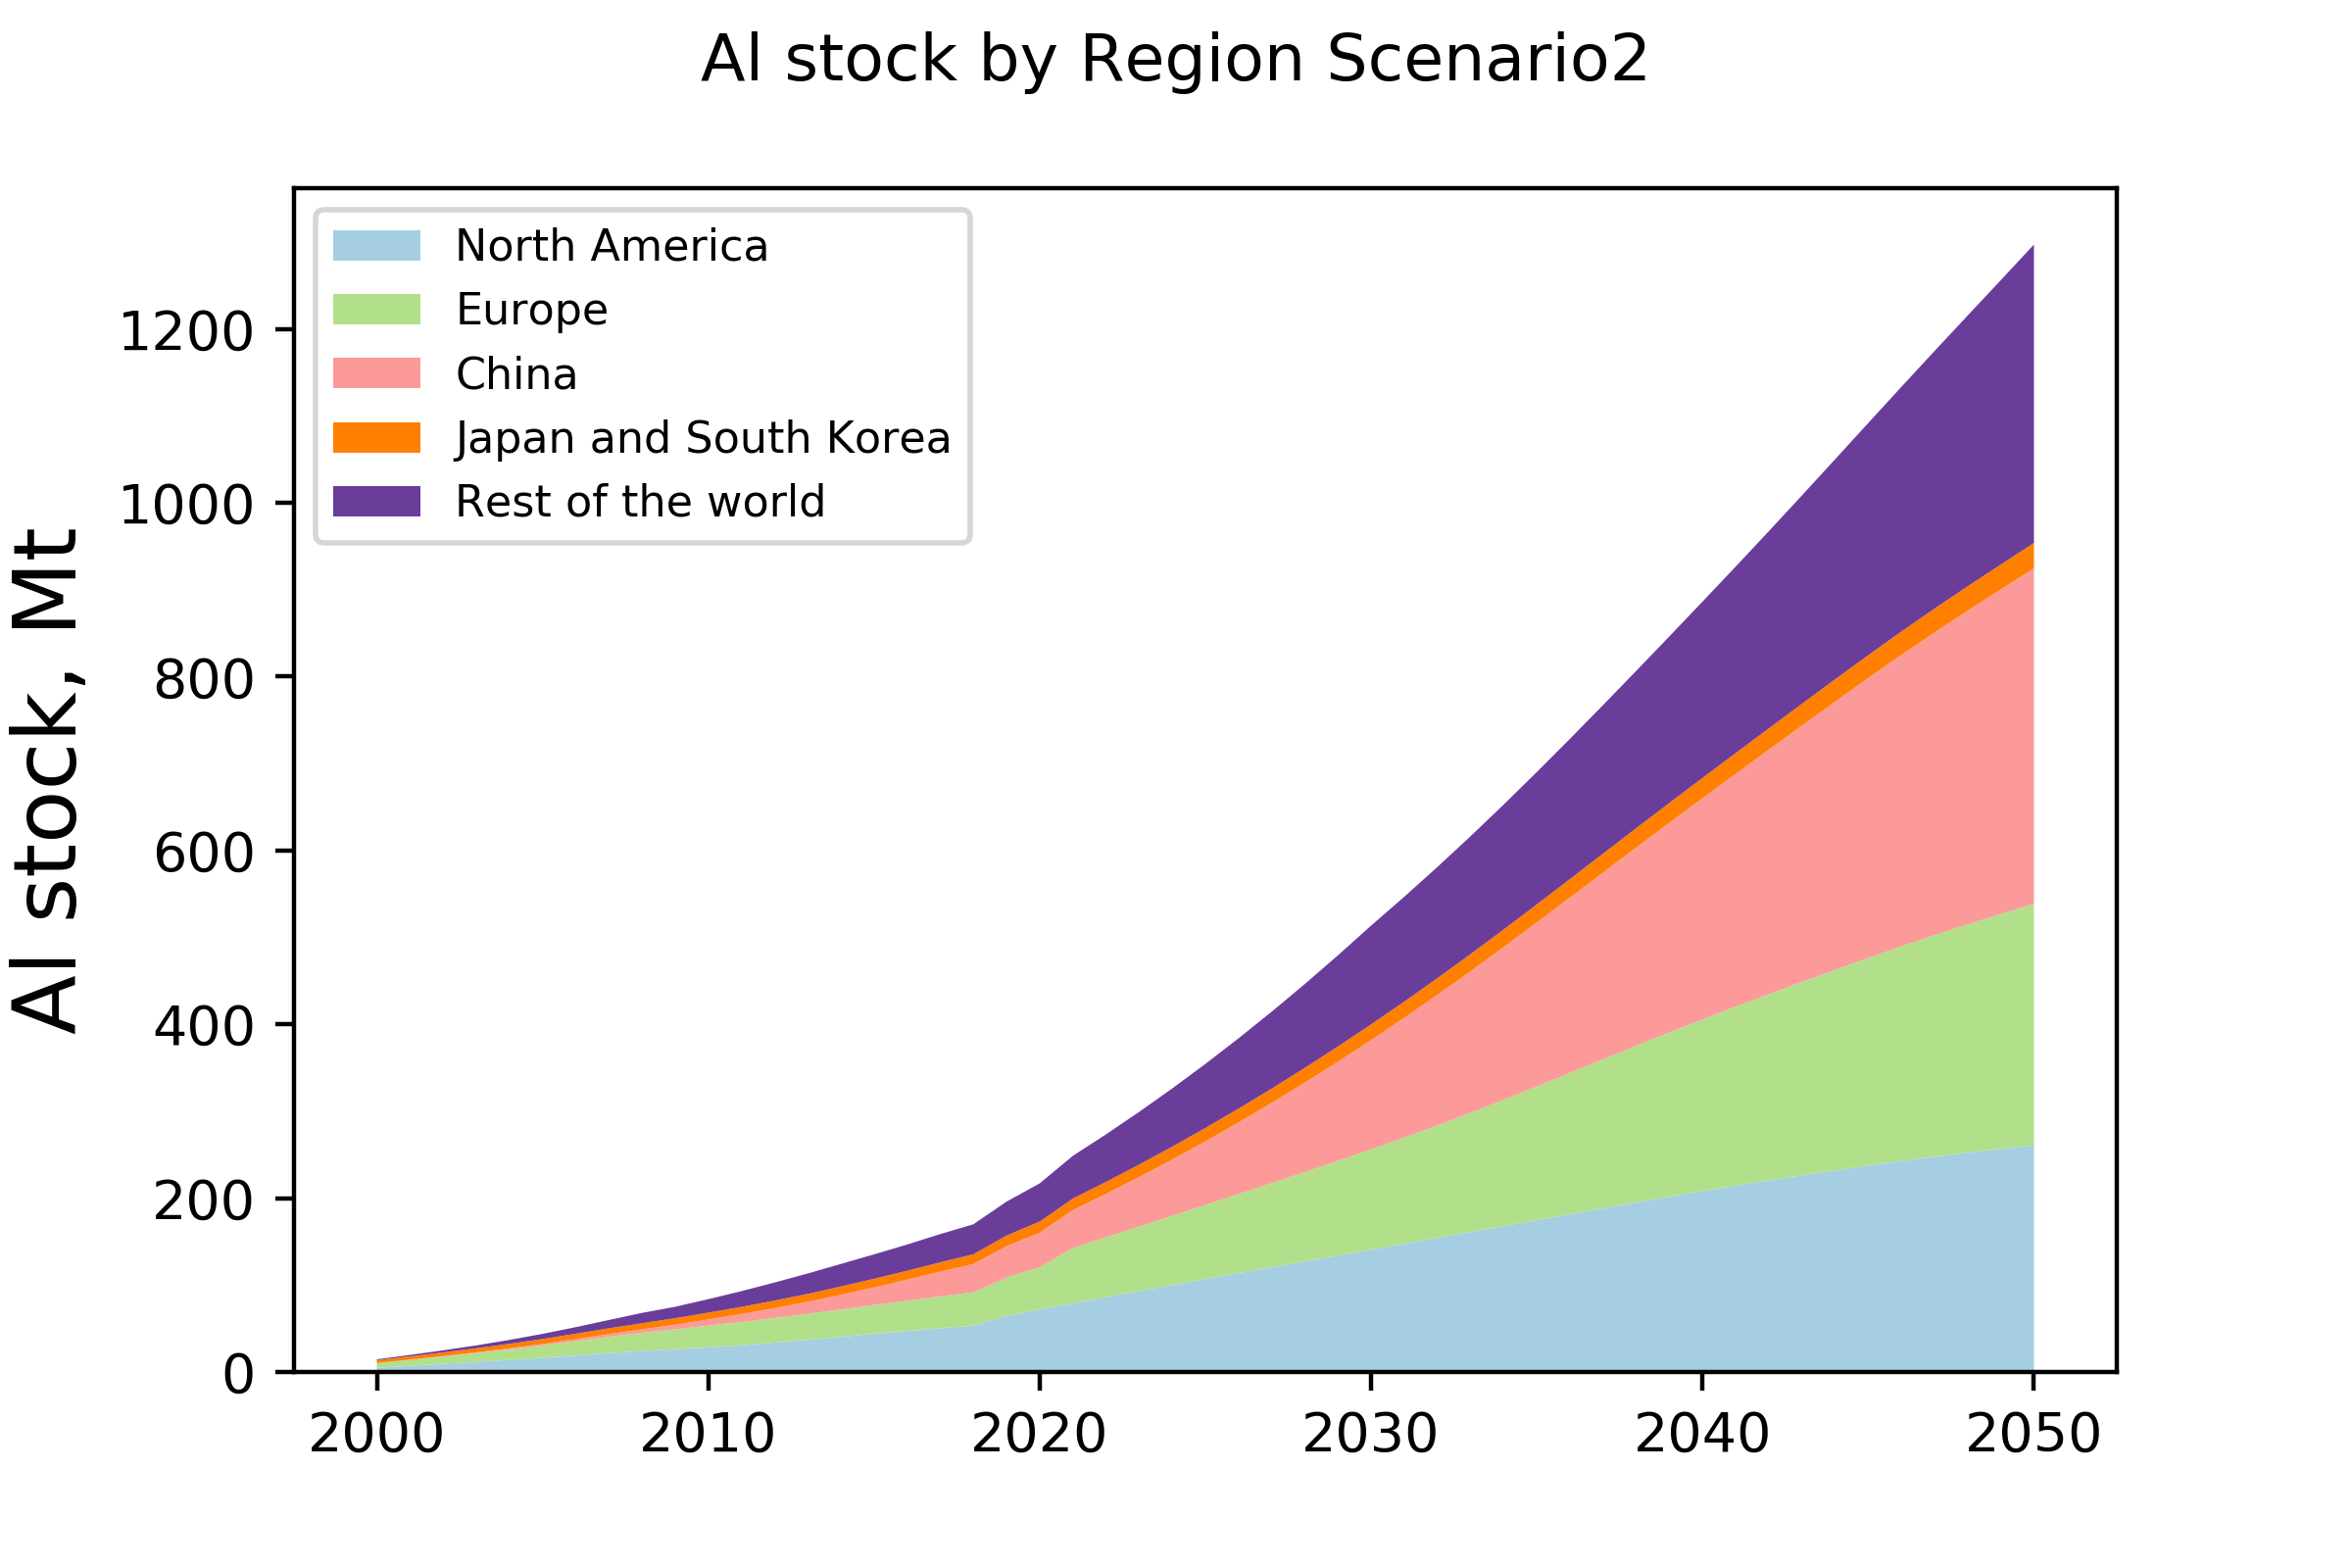 Al stock by Region Scenario2
North America
Europe
China
Japan and South Korea
Rest of the world
Al stock, Mt
1200
1000
800
600
400
200
0
2000 2010 2020 2030 2040 2050